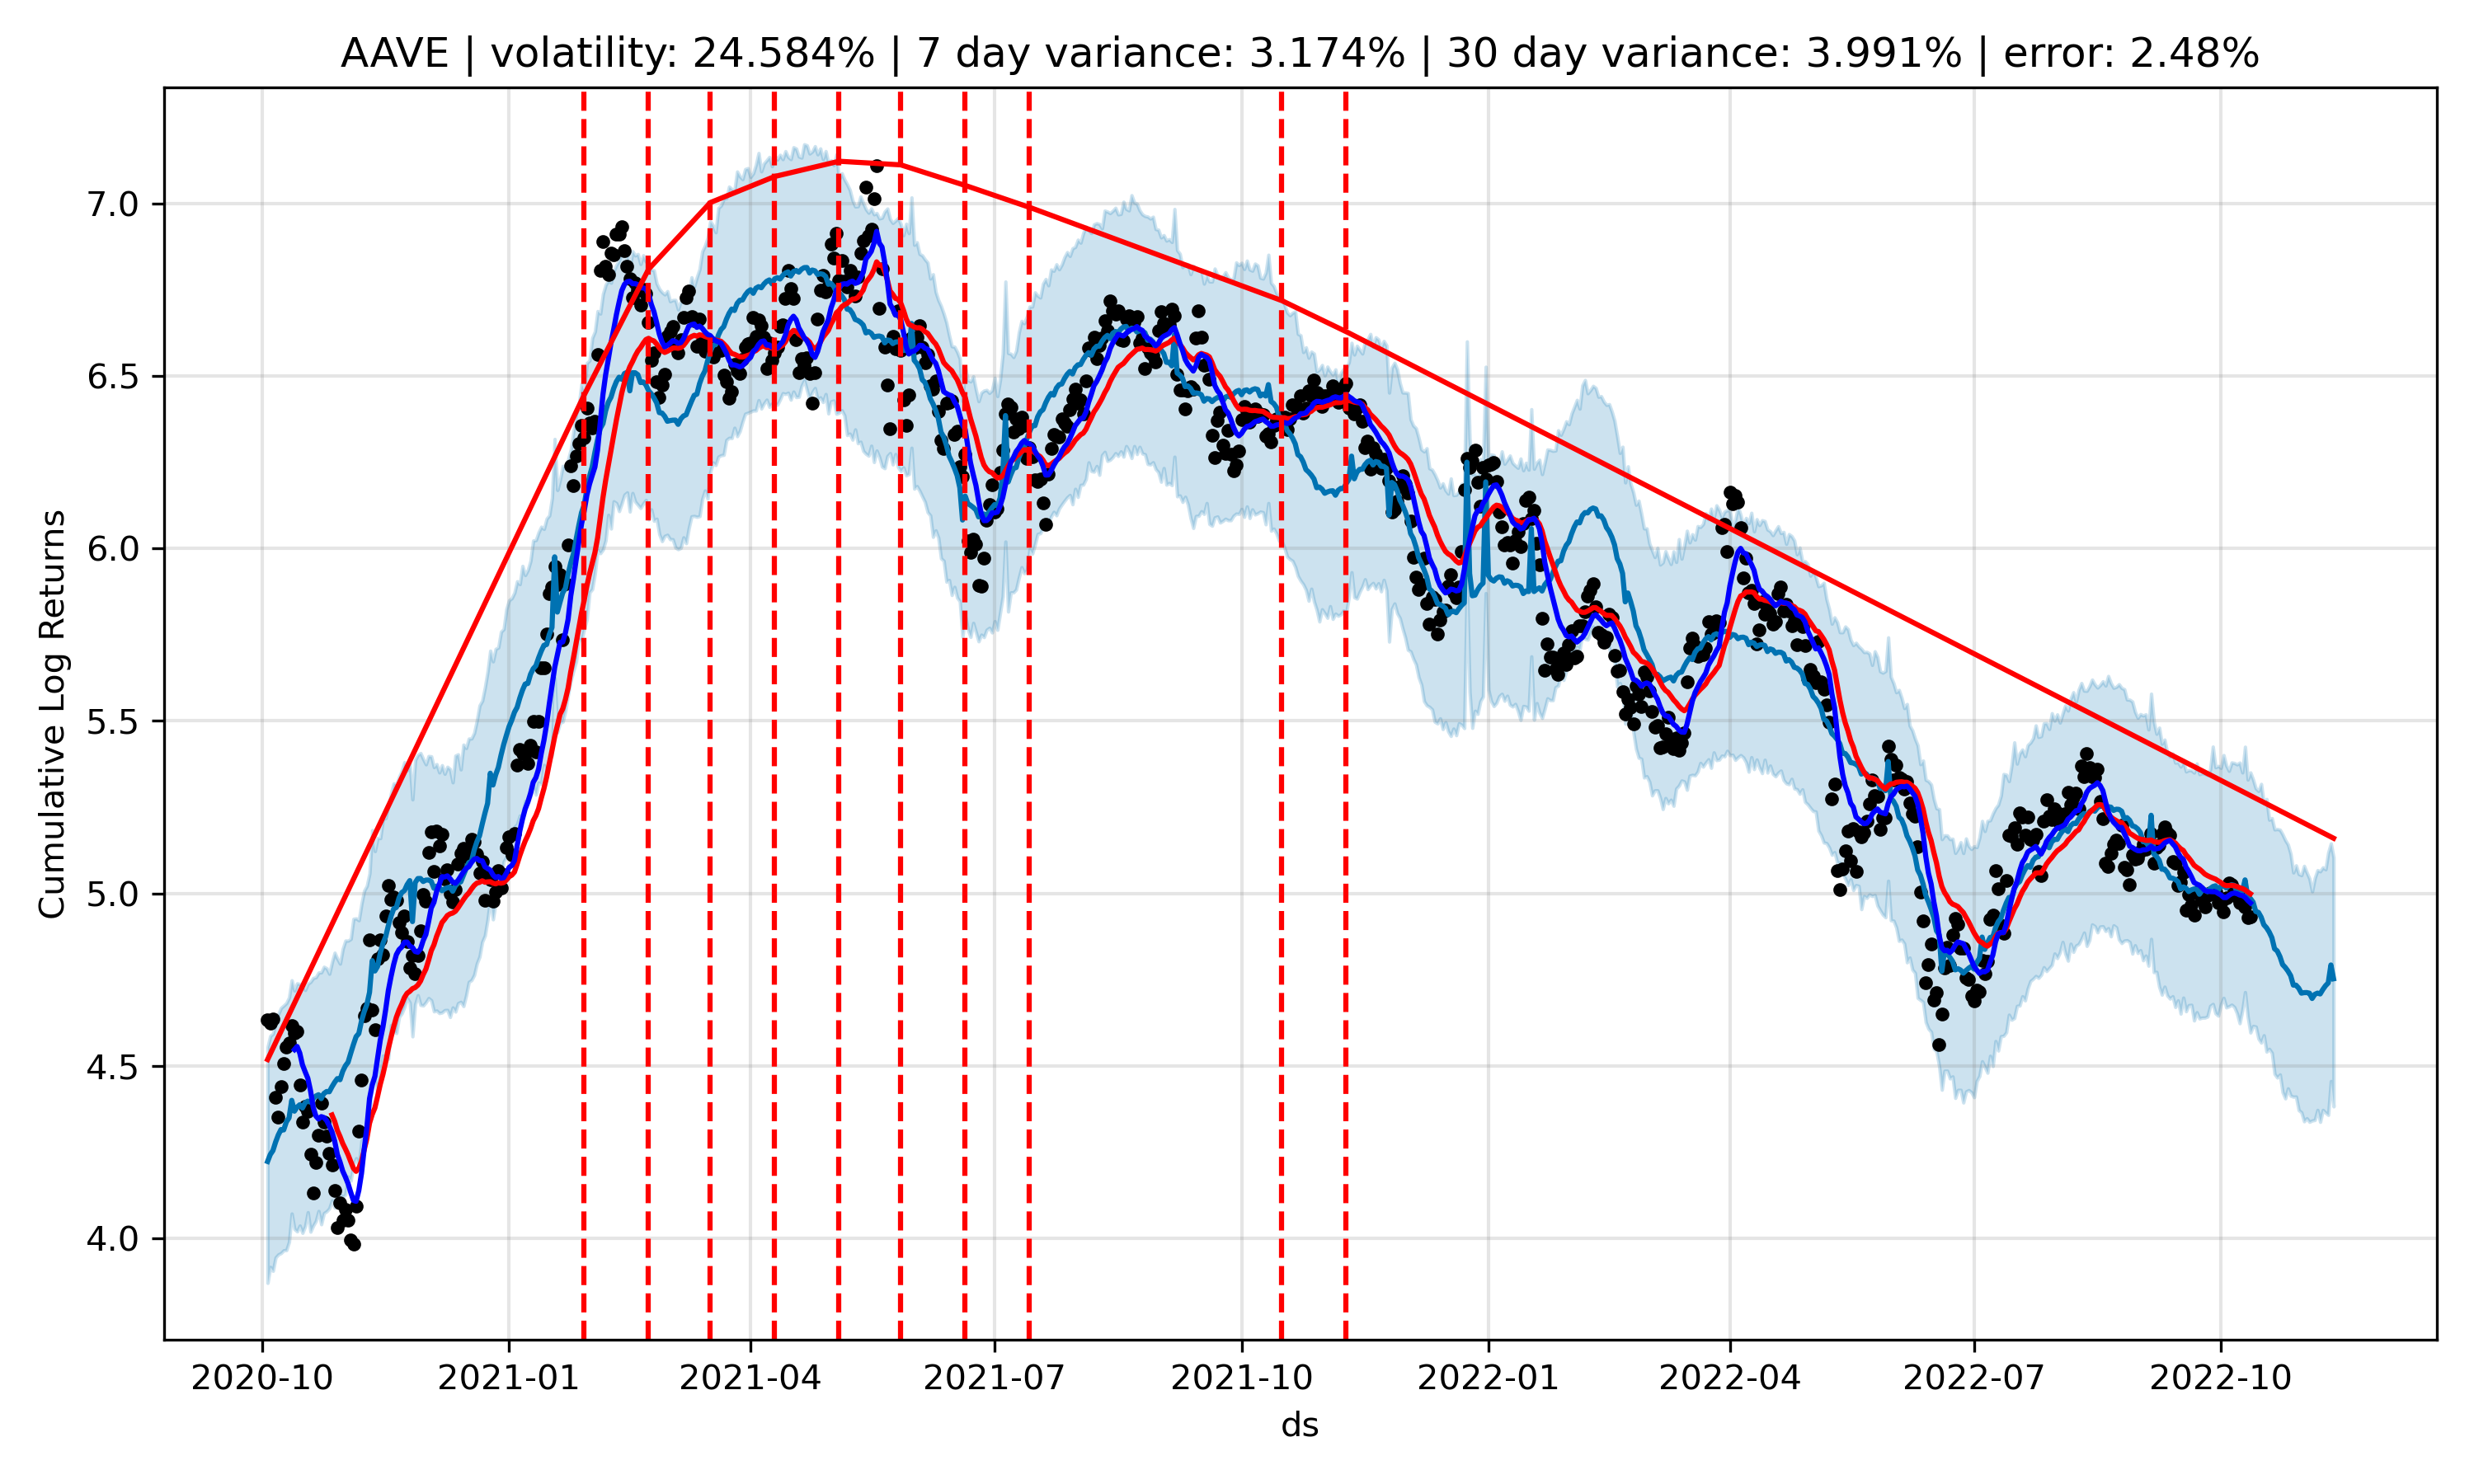 AAVE | volatility: 24.584% | 7 day variance: 3.174% | 30 day variance: 3.991% | error: 2.48%
Cumulative Log Returns
7.0
6.5
6.0
5.5
5.0
4.5
4.0
2020-10 2021-01 2021-04 2021-07 2021-10 2022-01 2022-04 2022-07 2022-10
ds